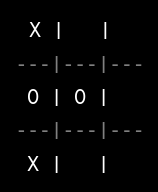 X |   |
---|---|---
O | O |
---|---|---
X |   |